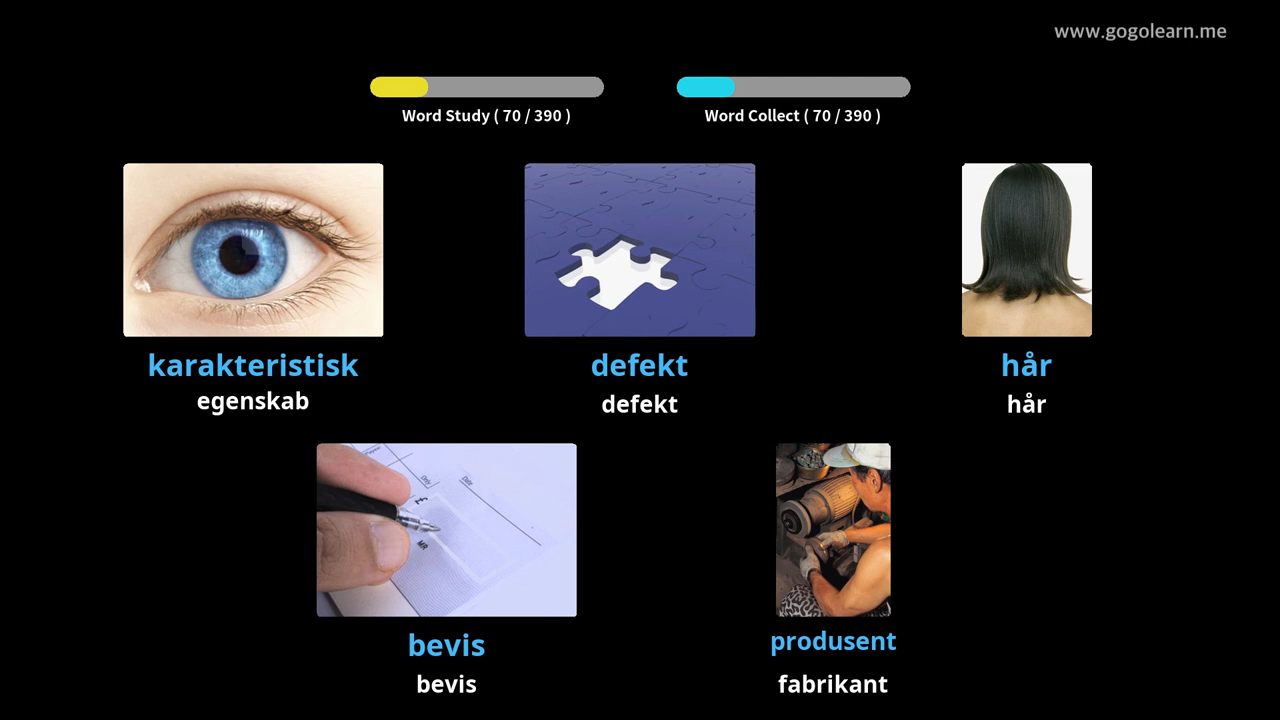 www.gogolearn.me
Word Study ( 70 / 390 )
Word Collect ( 70 / 390 )
karakteristisk
egenskab
defekt
defekt
hår
hår
bevis
bevis
produsent
fabrikant